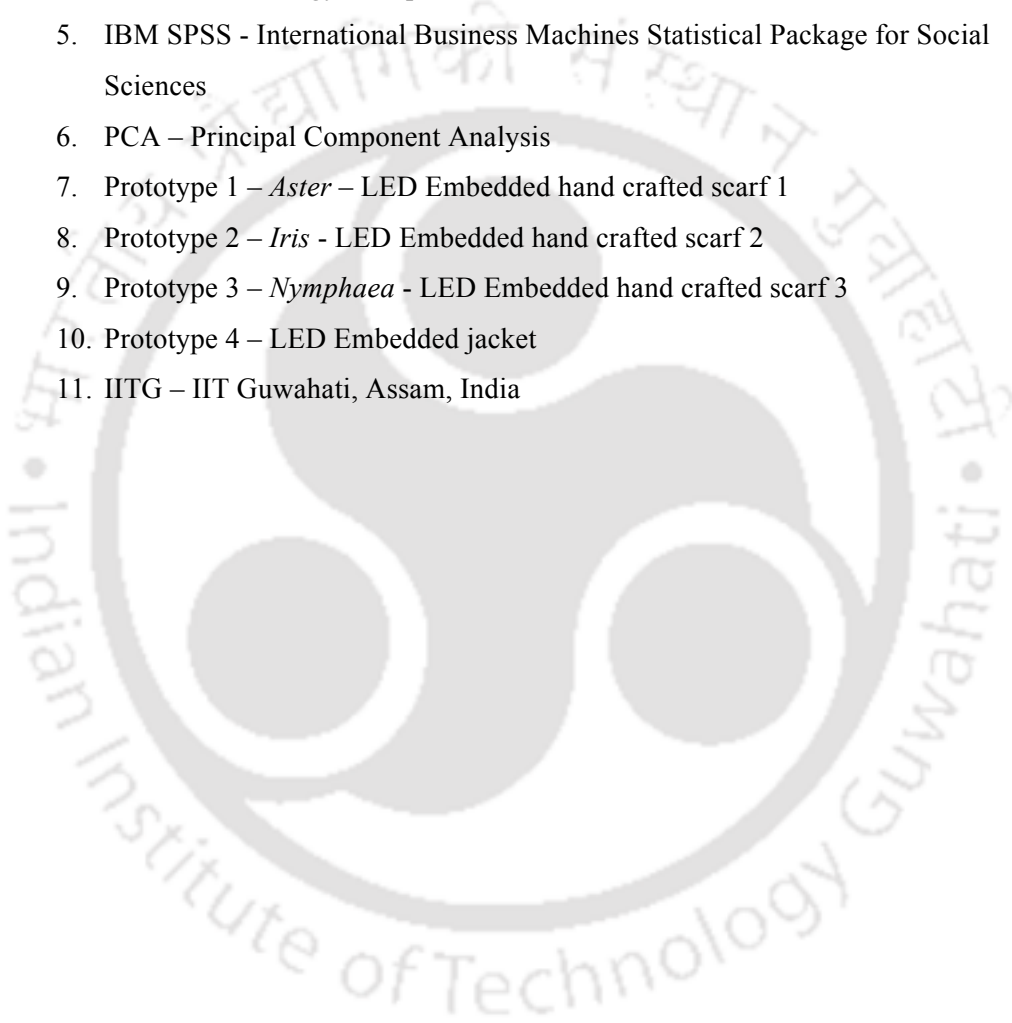 5. IBM SPSS - International Business Machines Statistical Package for Social
Sciences
6. PCA – Principal Component Analysis
7. Prototype 1 – Aster – LED Embedded hand crafted scarf 1
8. Prototype 2 – Iris - LED Embedded hand crafted scarf 2
9. Prototype 3 – Nymphaea - LED Embedded hand crafted scarf 3
10. Prototype 4 – LED Embedded jacket
11. IITG – IIT Guwahati, Assam, India
भारतीय प्रौद्योगिकी संस्थान गुवाहाटी
Indian Institute of Technology Guwahati